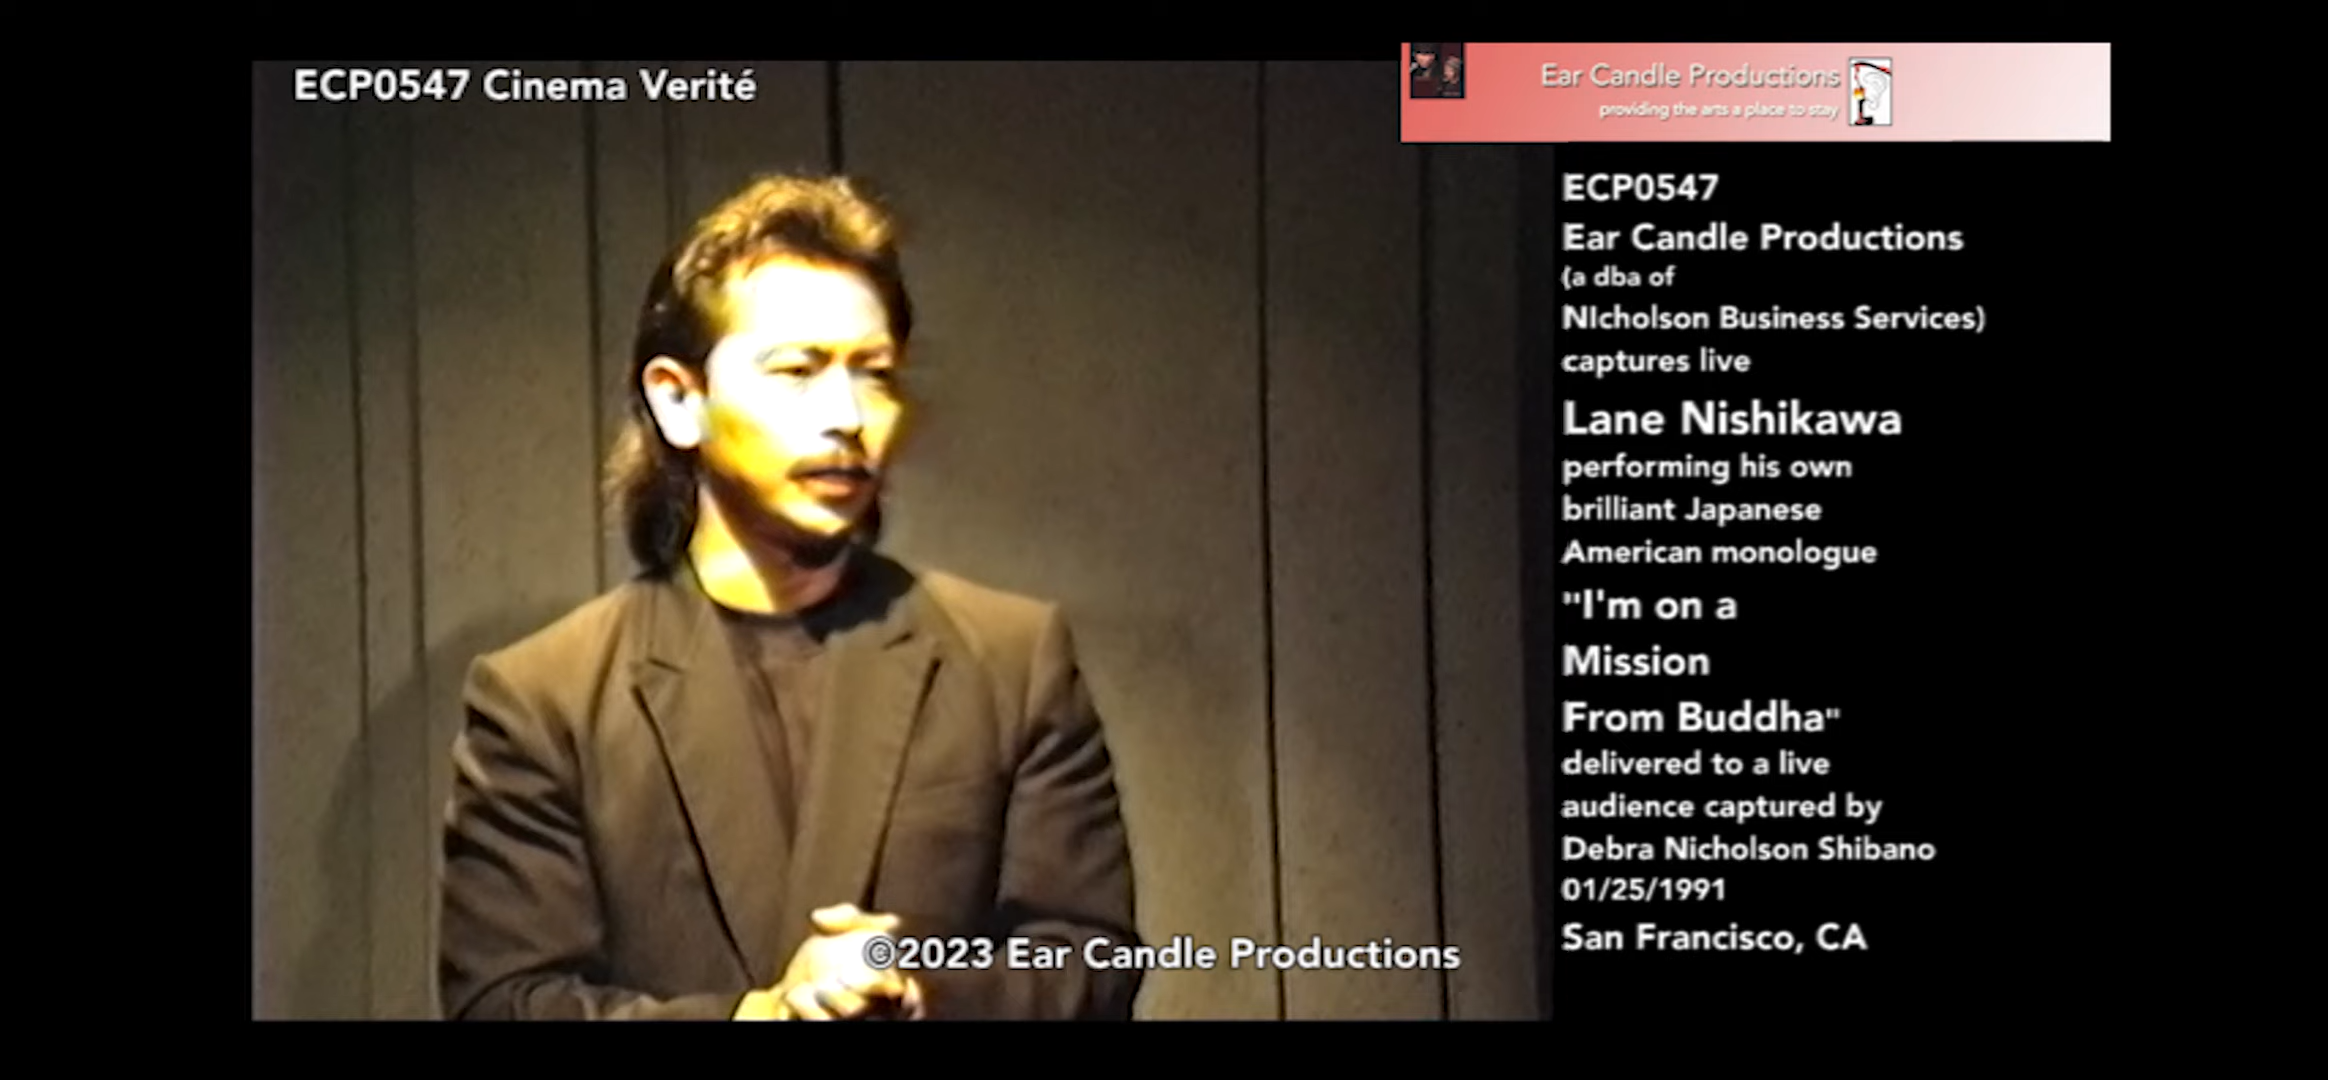 ECP0547 Cinema Verité
Ear Candle Productions
providing the arts a place to stay
ECP0547
Ear Candle Productions
(a dba of
NIcholson Business Services)
captures live
Lane Nishikawa
performing his own
brilliant Japanese
American monologue
"I'm on a
Mission
From Buddha"
delivered to a live
audience captured by
Debra Nicholson Shibano
01/25/1991
San Francisco, CA
©2023 Ear Candle Productions